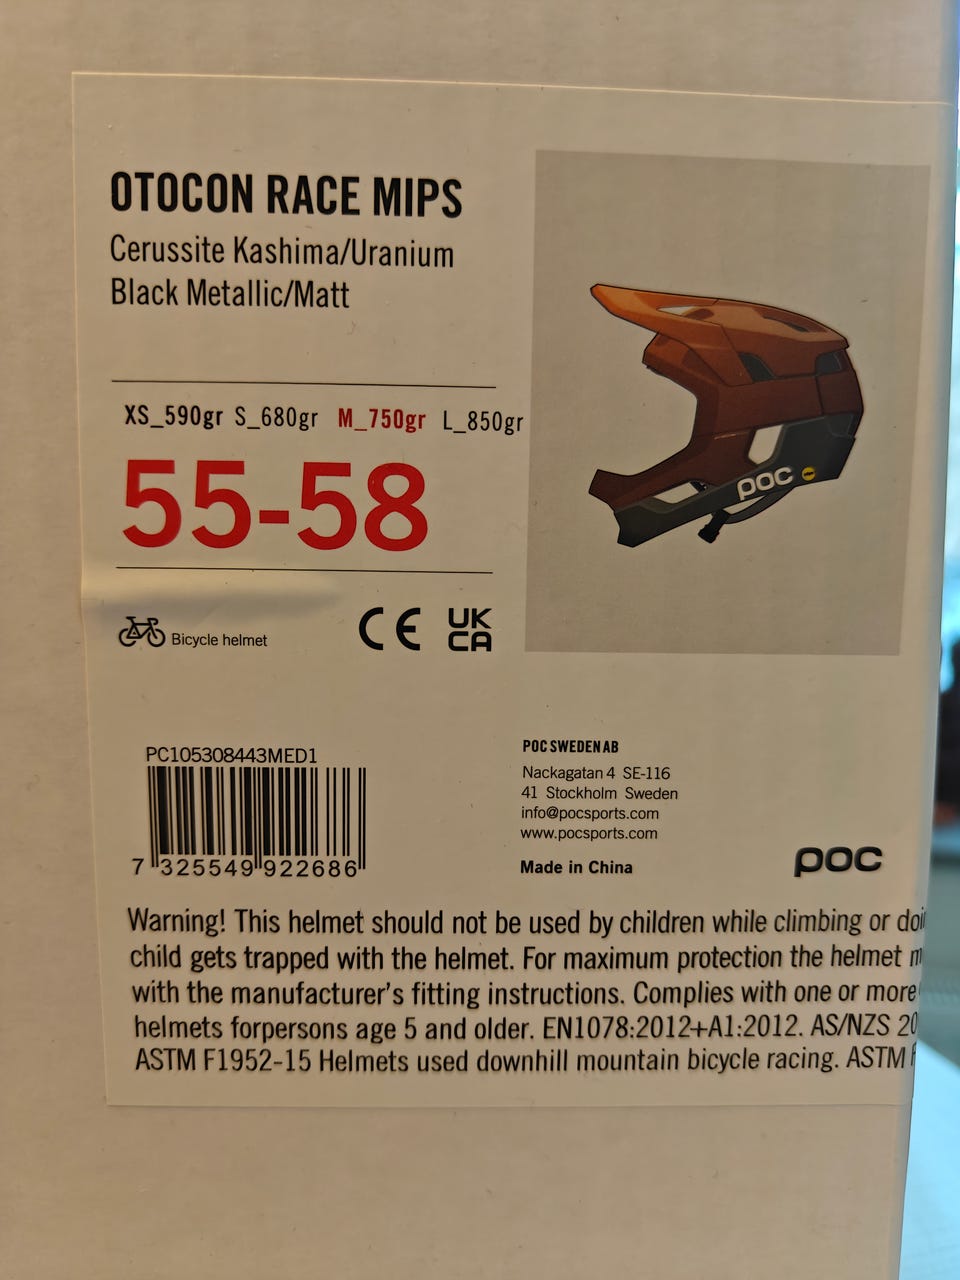 OTOCON RACE MIPS
Cerussite Kashima/Uranium
Black Metallic/Matt
XS_590gr S_680gr M_750gr L_850gr
55-58
Bicycle helmet
CE
UK
CA
poc
PC105308443MED1
7 325549 922686
POC SWEDEN AB
Nackagatan 4 SE-116
41 Stockholm Sweden
info@pocsports.com
www.pocsports.com
Made in China
poc
Warning! This helmet should not be used by children while climbing or
child gets trapped with the helmet. For maximum protection the helmet
with the manufacturer's fitting instructions. Complies with one or more
helmets forpersons age 5 and older. EN1078:2012+A1:2012. AS/NZS
ASTM F1952-15 Helmets used downhill mountain bicycle racing. ASTM